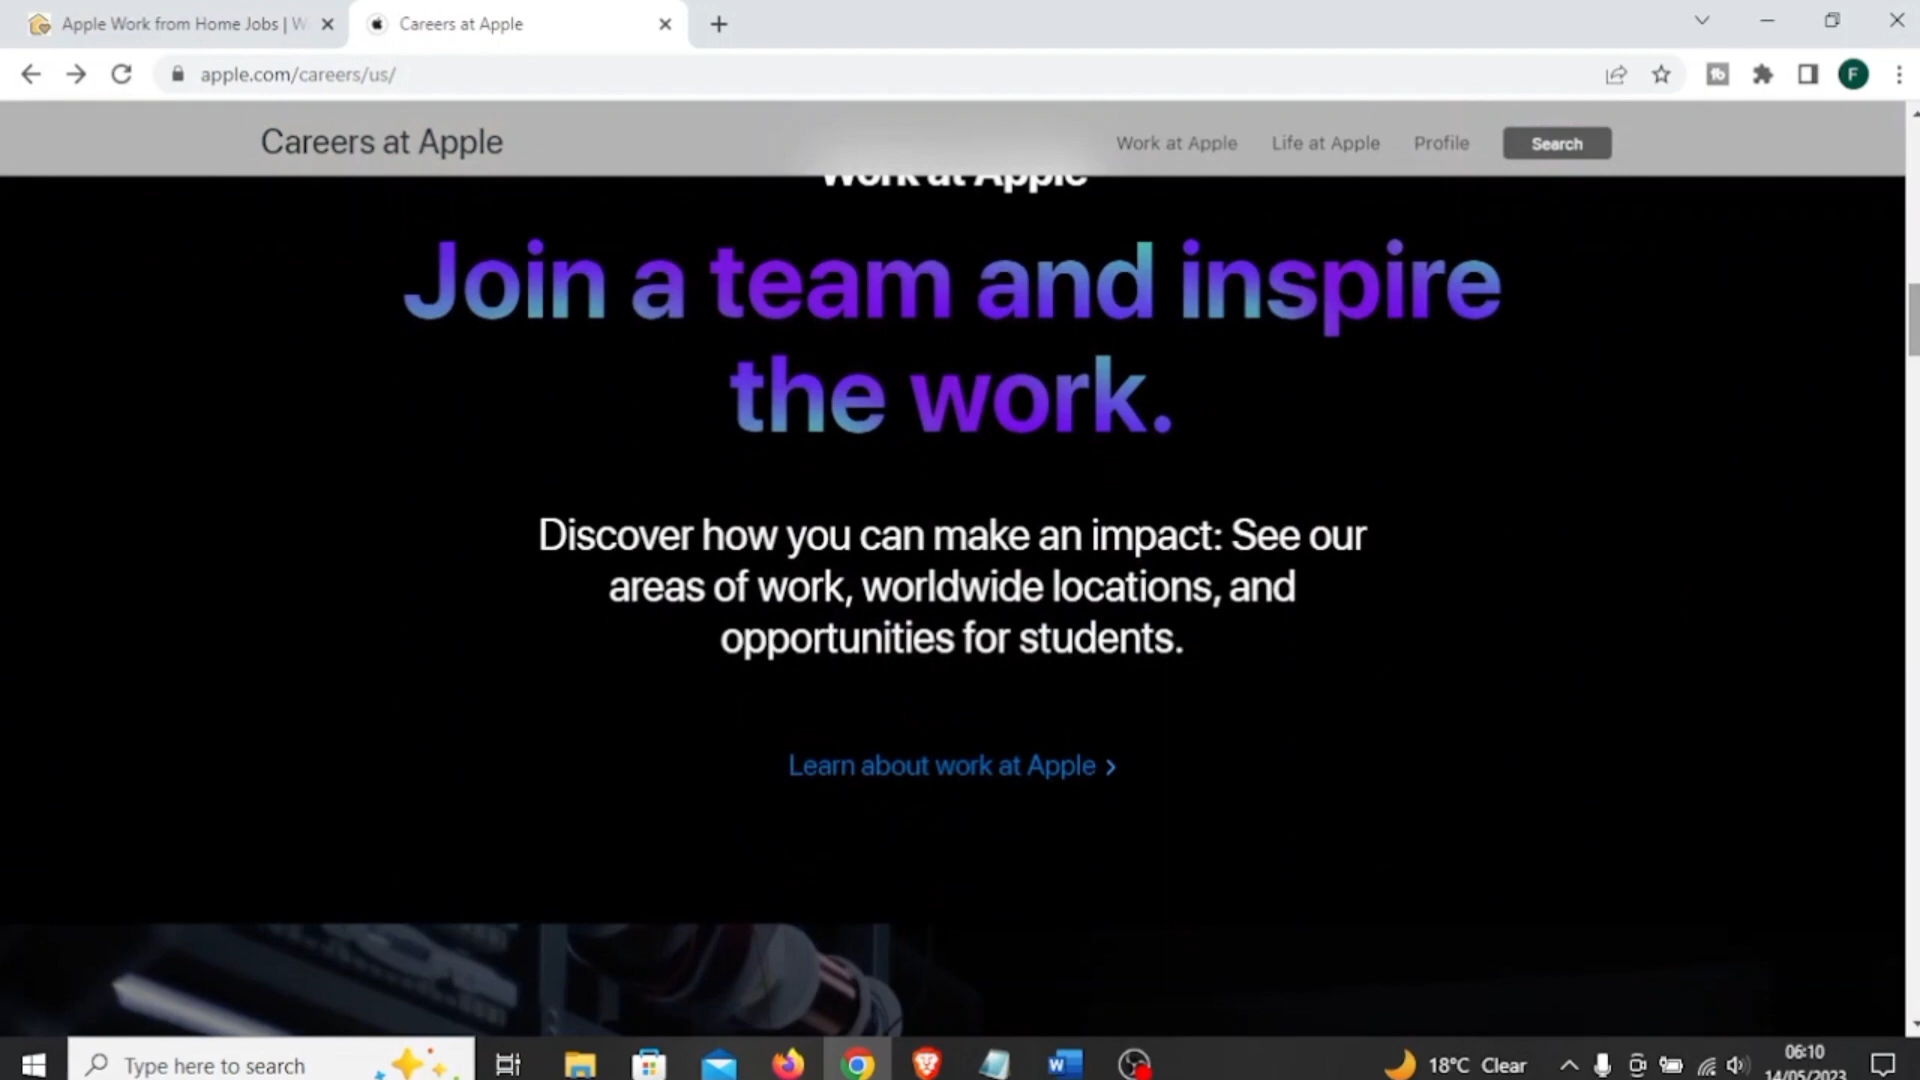 Apple Work from Home Jobs | W
Careers at Apple
apple.com/careers/us/
F
Careers at Apple
Work at Apple
Life at Apple
Profile
Search
Work at Apple
Join a team and inspire
the work.
Discover how you can make an impact: See our
areas of work, worldwide locations, and
opportunities for students.
Learn about work at Apple >
Type here to search
18°C Clear
06:10
14/05/2023